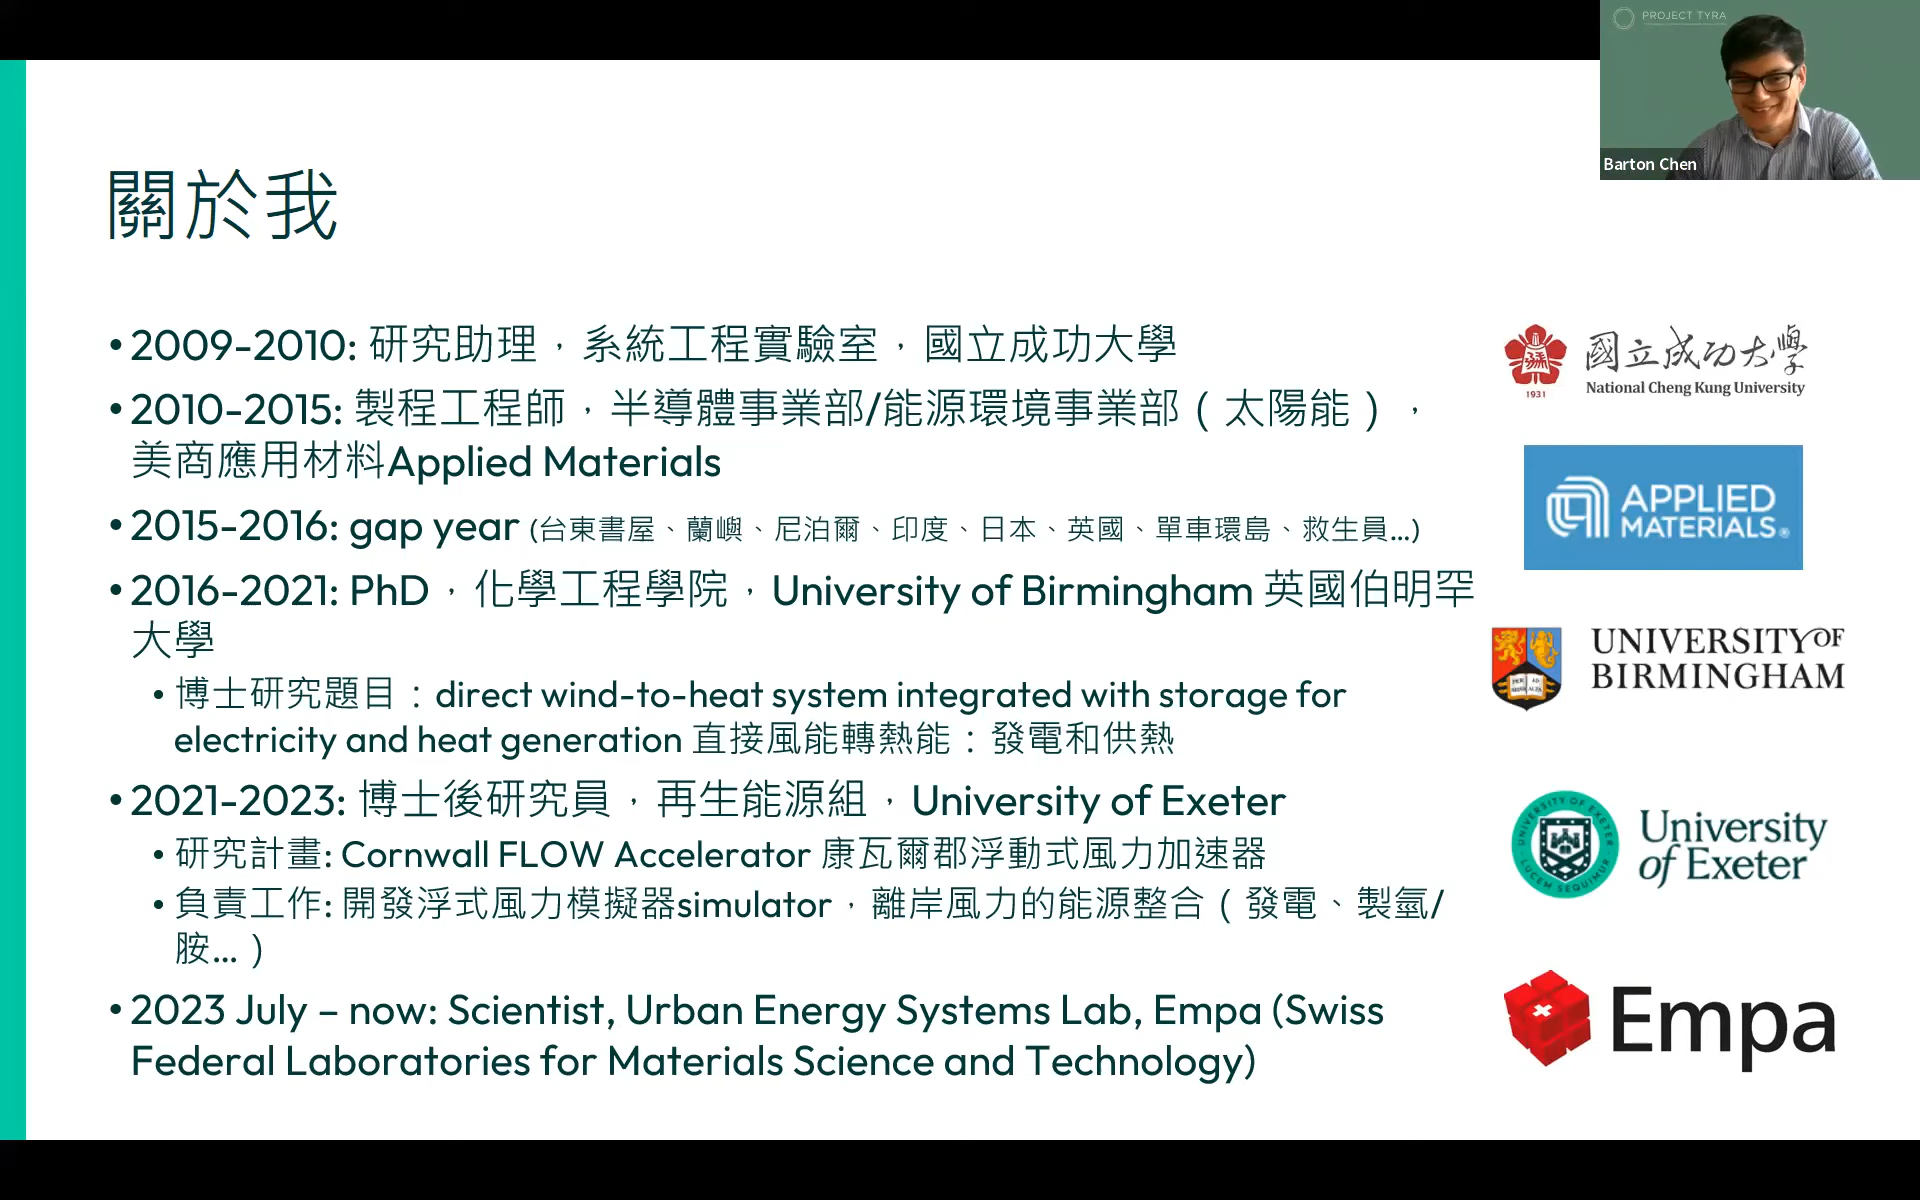 PROJECT TYRA
Barton Chen
關於我
•2009-2010: 研究助理，系統工程實驗室，國立成功大學
•2010-2015: 製程工程師，半導體事業部/能源環境事業部（太陽能），
美商應用材料Applied Materials
•2015-2016: gap year (台東書屋、蘭嶼、尼泊爾、印度、日本、英國、單車環島、救生員...)
•2016-2021: PhD，化學工程學院，University of Birmingham 英國伯明罕
大學
•博士研究題目：direct wind-to-heat system integrated with storage for
electricity and heat generation 直接風能轉熱能：發電和供熱
•2021-2023: 博士後研究員，再生能源組，University of Exeter
•研究計畫: Cornwall FLOW Accelerator 康瓦爾郡浮動式風力加速器
•負責工作: 開發浮式風力模擬器simulator，離岸風力的能源整合（發電、製氫/
胺...）
•2023 July – now: Scientist, Urban Energy Systems Lab, Empa (Swiss
Federal Laboratories for Materials Science and Technology)
1931
國立成功大學
National Cheng Kung University
APPLIED
MATERIALS®
UNIVERSITY OF
BIRMINGHAM
UNIVERSITY OF EXETER
LUCEM SEQUIMUR
University
of Exeter
Empa